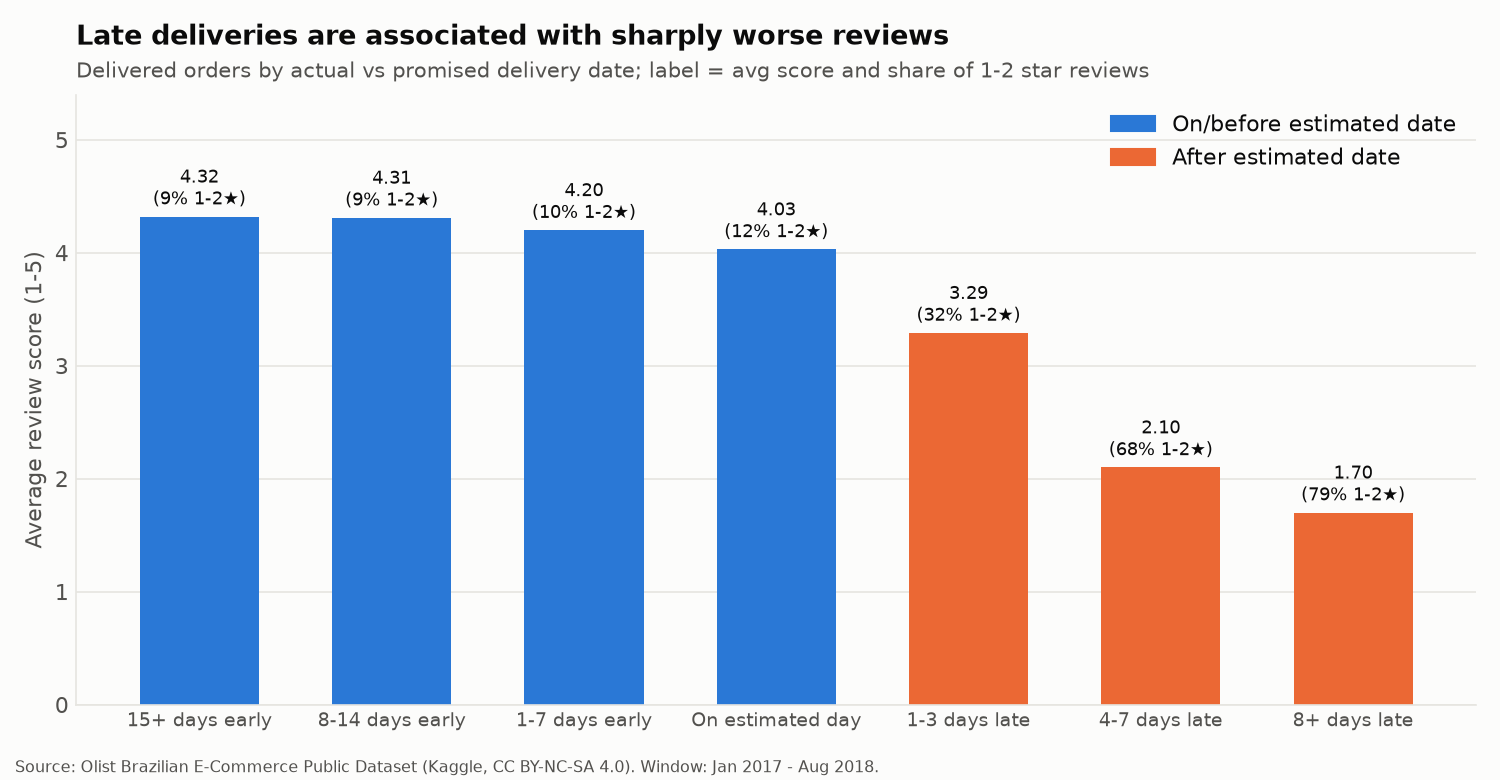 Late deliveries are associated with sharply worse reviews
Delivered orders by actual vs promised delivery date; label = avg score and share of 1-2 star reviews
On/before estimated date
After estimated date
Average review score (1-5)
5
4
3
2
1
0
4.32
(9% 1-2★)
4.31
(9% 1-2★)
4.20
(10% 1-2★)
4.03
(12% 1-2★)
3.29
(32% 1-2★)
2.10
(68% 1-2★)
1.70
(79% 1-2★)
15+ days early
8-14 days early
1-7 days early
On estimated day
1-3 days late
4-7 days late
8+ days late
Source: Olist Brazilian E-Commerce Public Dataset (Kaggle, CC BY-NC-SA 4.0). Window: Jan 2017 - Aug 2018.